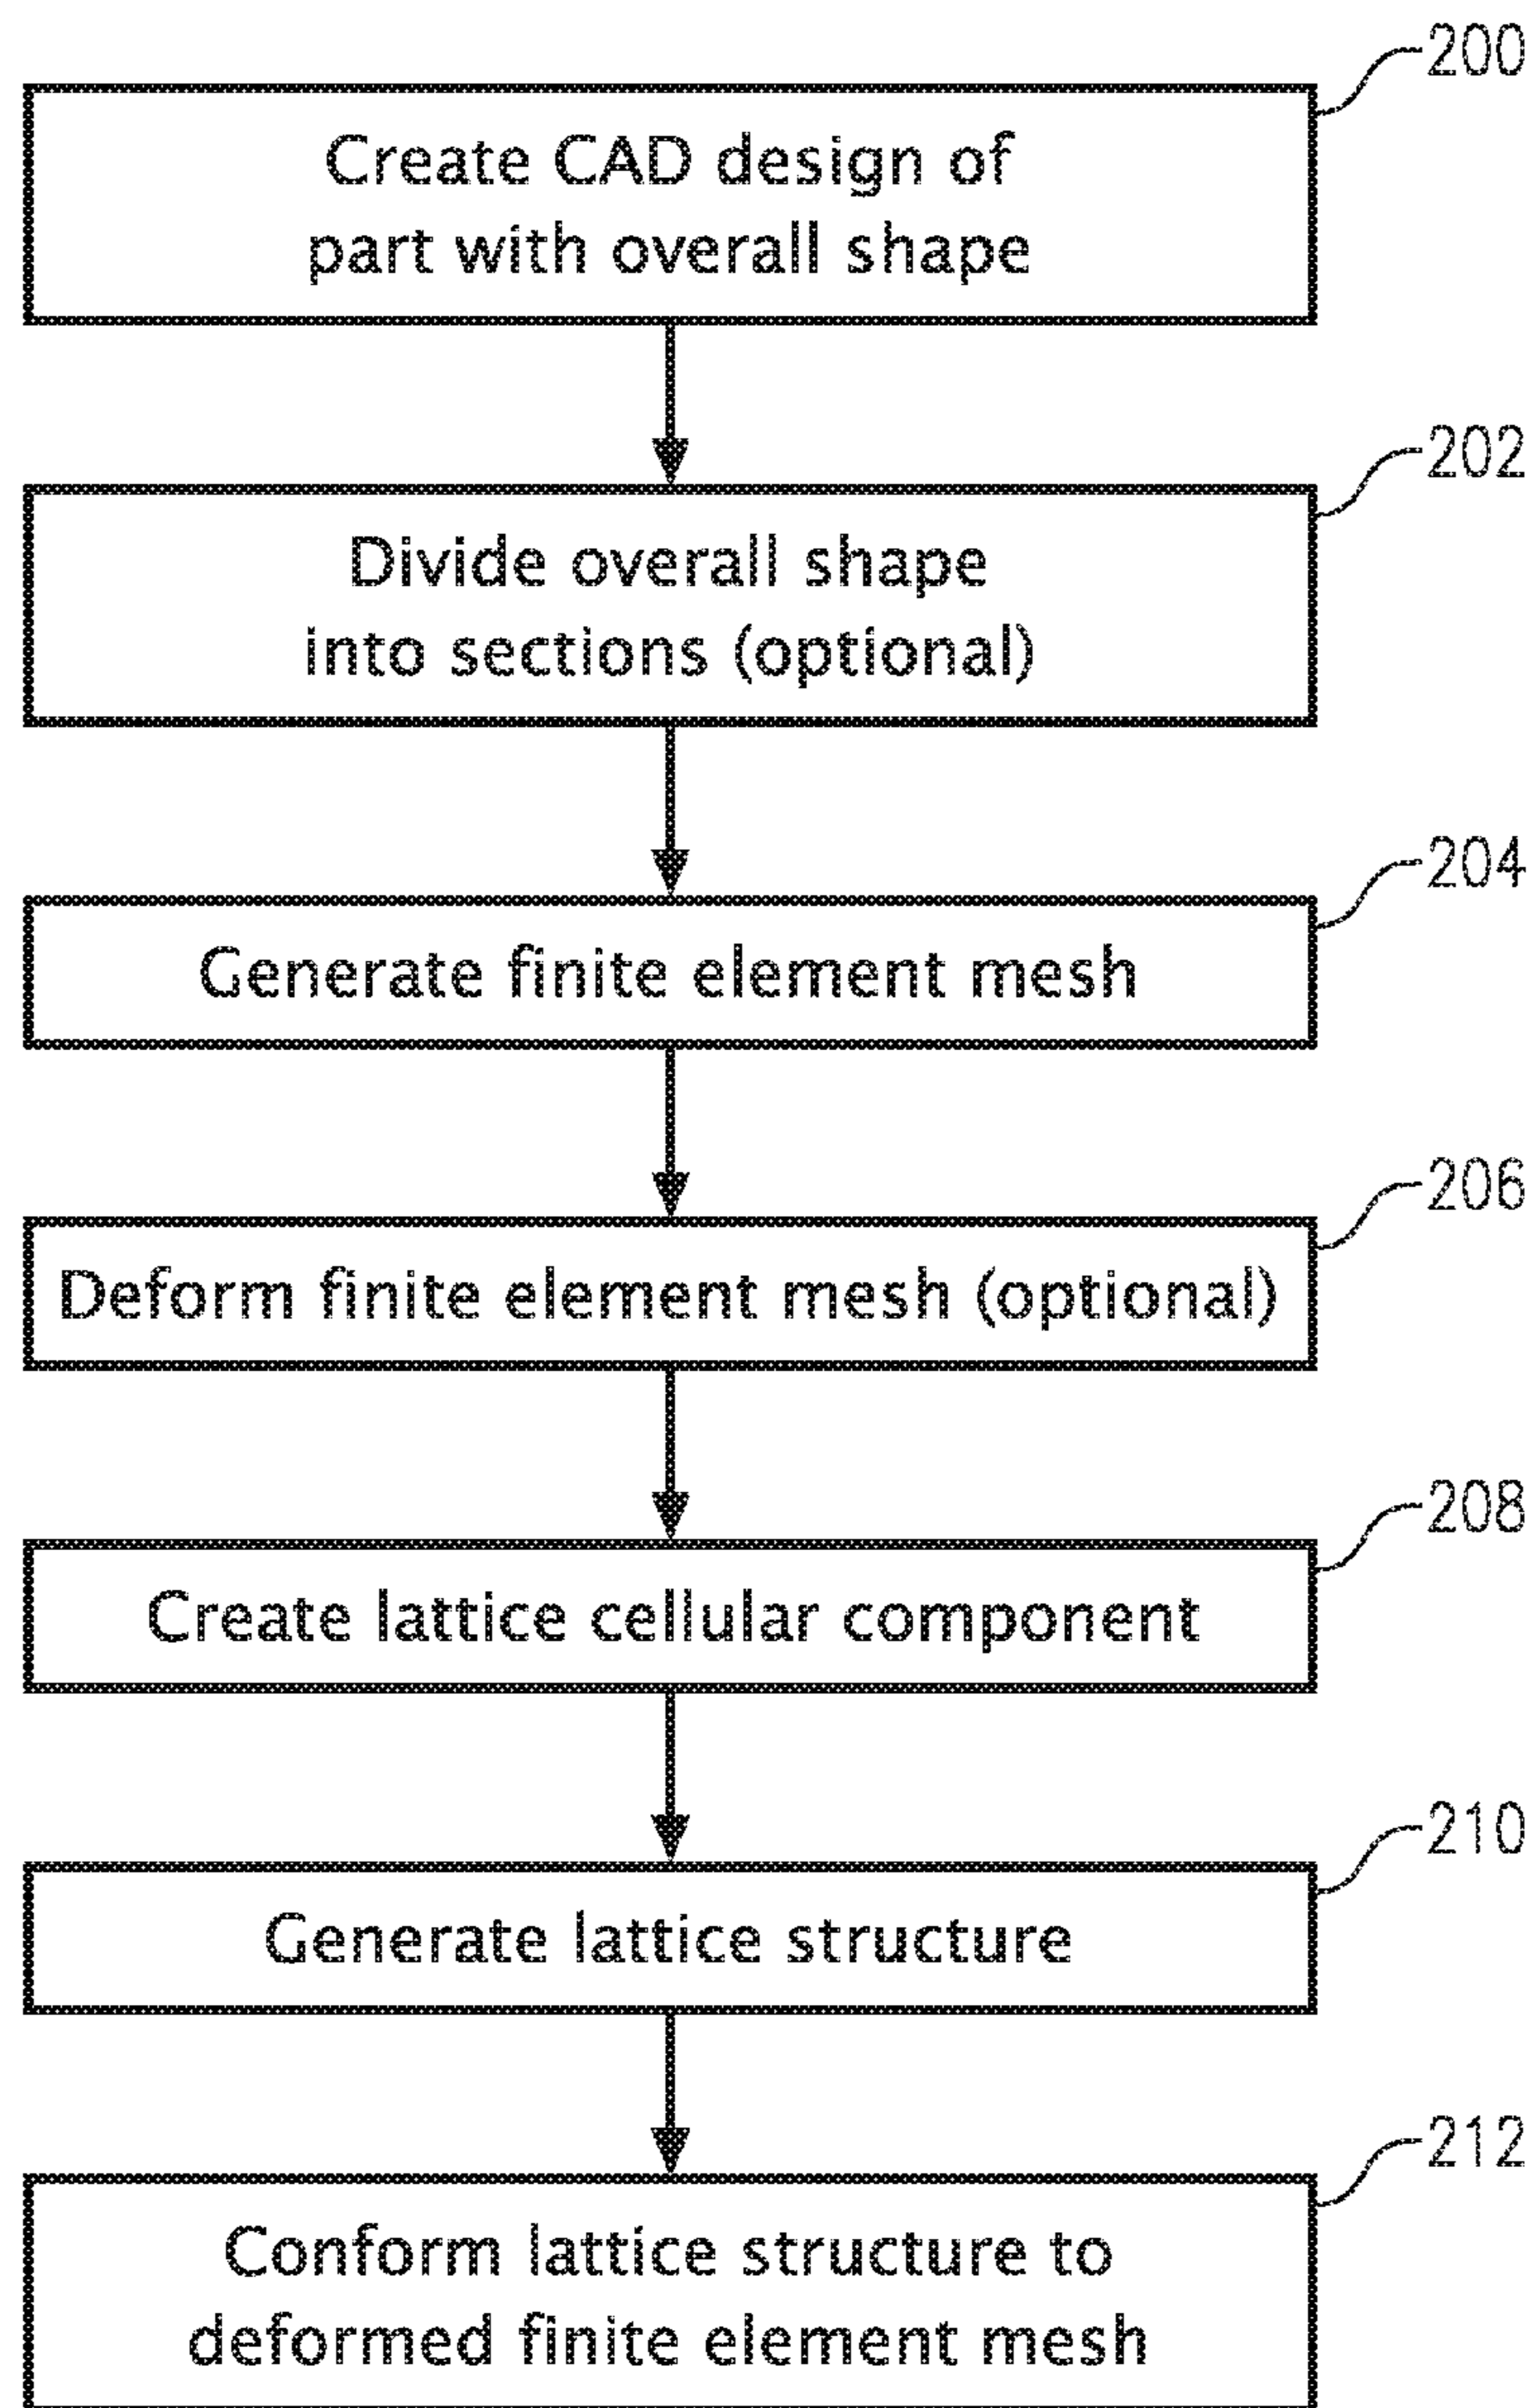 200
Create CAD design of
part with overall shape
202
Divide overall shape
into sections (optional)
204
Generate finite element mesh
206
Deform finite element mesh (optional)
208
Create lattice cellular component
210
Generate lattice structure
212
Conform lattice structure to
deformed finite element mesh